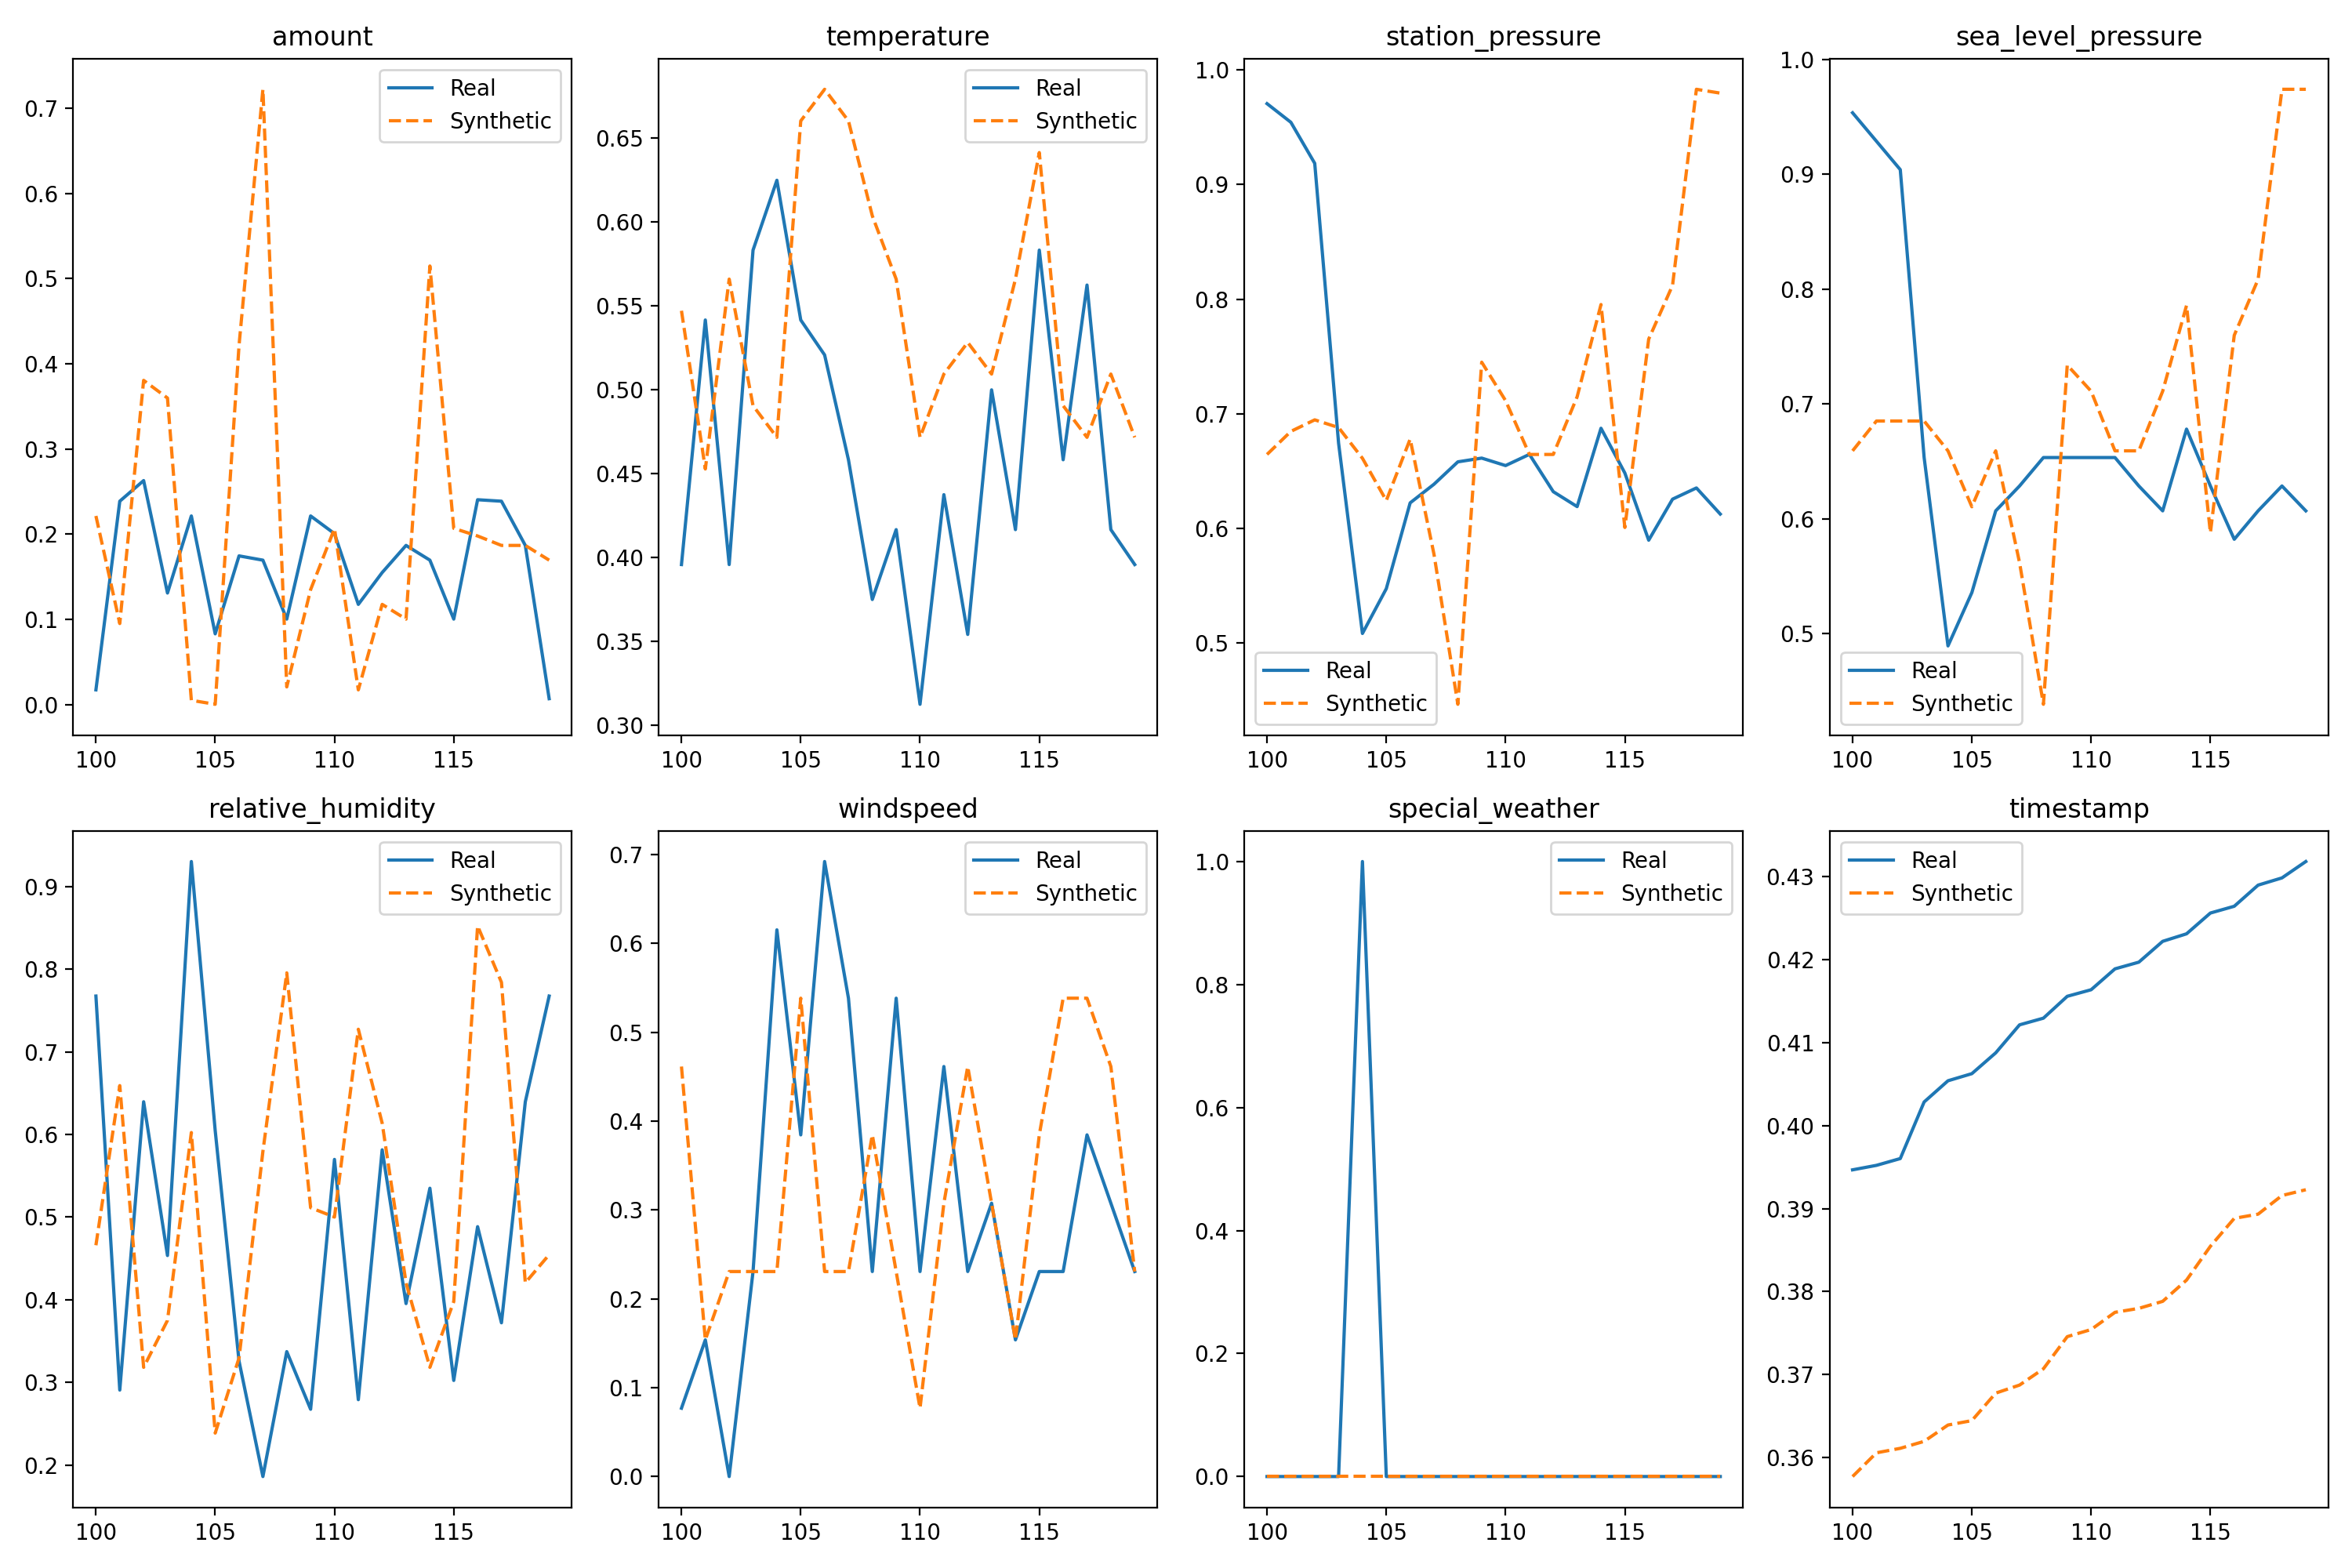 amount
Real
Synthetic
0.7
0.6
0.5
0.4
0.3
0.2
0.1
0.0
100 105 110 115
temperature
Real
Synthetic
0.65
0.60
0.55
0.50
0.45
0.40
0.35
0.30
100 105 110 115
station_pressure
1.0
0.9
0.8
0.7
0.6
0.5
Real
Synthetic
100 105 110 115
sea_level_pressure
1.0
0.9
0.8
0.7
0.6
0.5
Real
Synthetic
100 105 110 115
relative_humidity
Real
Synthetic
0.9
0.8
0.7
0.6
0.5
0.4
0.3
0.2
100 105 110 115
windspeed
Real
Synthetic
0.7
0.6
0.5
0.4
0.3
0.2
0.1
0.0
100 105 110 115
special_weather
Real
Synthetic
1.0
0.8
0.6
0.4
0.2
0.0
100 105 110 115
timestamp
Real
Synthetic
0.43
0.42
0.41
0.40
0.39
0.38
0.37
0.36
100 105 110 115